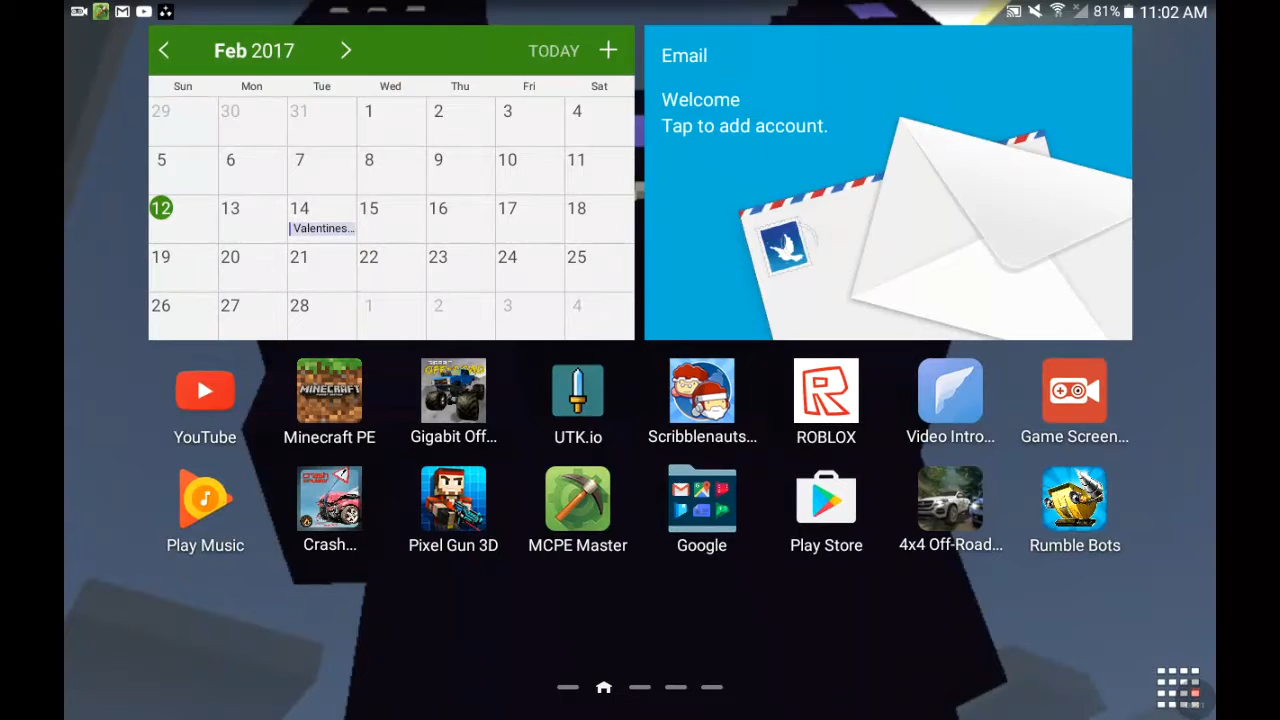 81% 11:02 AM
Feb 2017 TODAY
Sun Mon Tue Wed Thu Fri Sat
29 30 31 1 2 3 4
5 6 7 8 9 10 11
12 13 14 15 16 17 18
Valentines...
19 20 21 22 23 24 25
26 27 28 1 2 3 4
Email
Welcome
Tap to add account.
MINECRAFT
YouTube Minecraft PE Gigabit Off... UTK.io Scribblenauts... ROBLOX Video Intro... Game Screen...
Play Music Crash... Pixel Gun 3D MCPE Master Google Play Store 4x4 Off-Road... Rumble Bots